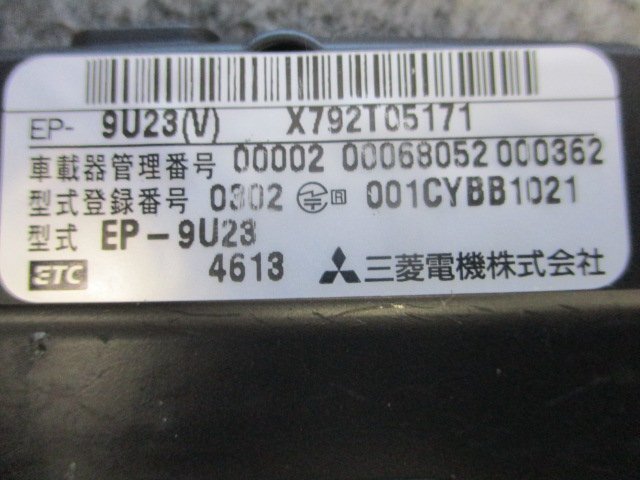 EP- 9U23(V) X792T05171
車載器管理番号 00002 00068052 000362
型式登録番号 0302 R 001CYBB1021
型式 EP-9U23
ETC 4613 三菱電機株式会社